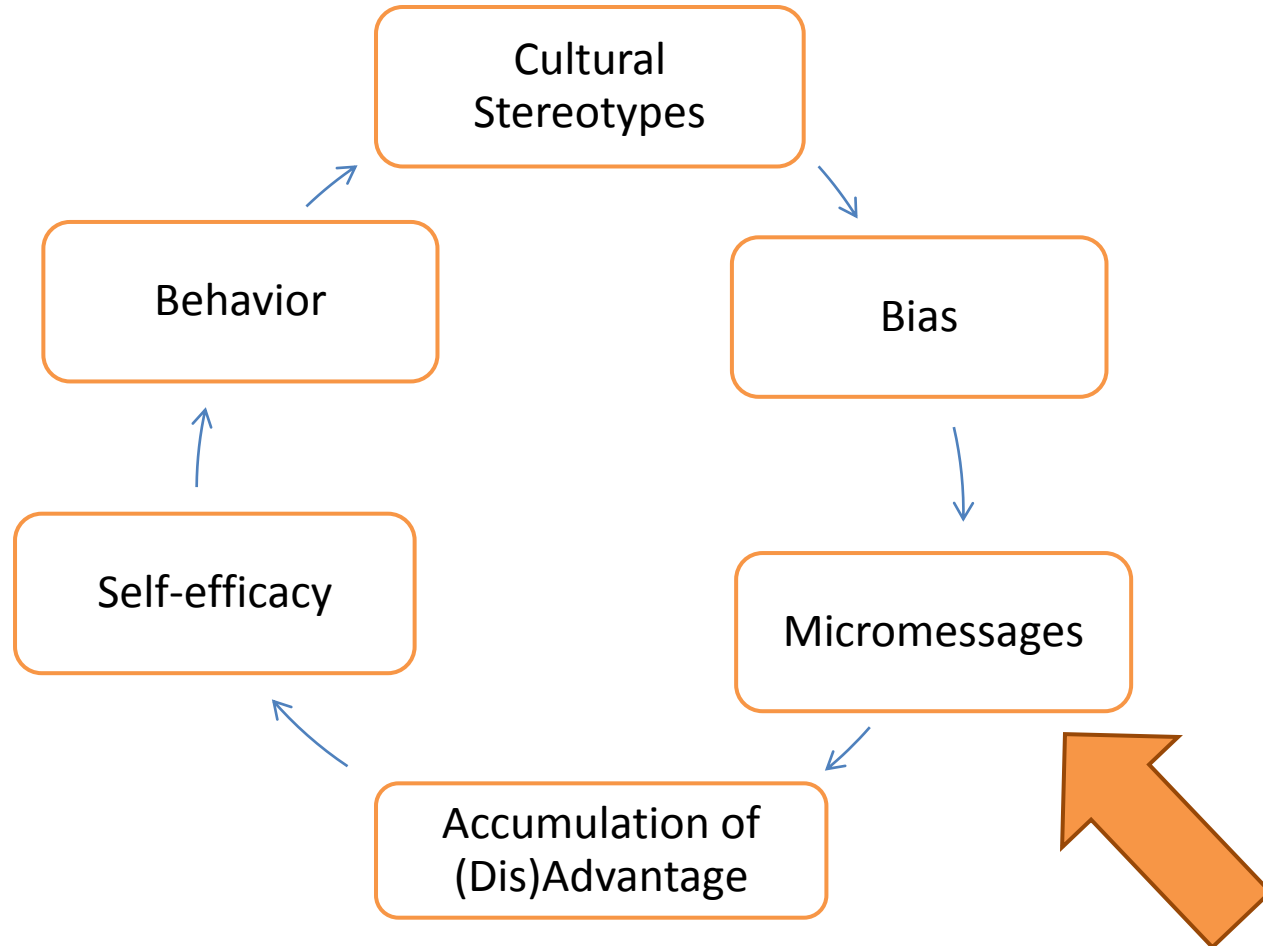 Cultural
Stereotypes
Bias
Micromessages
Accumulation of
(Dis)Advantage
Self-efficacy
Behavior